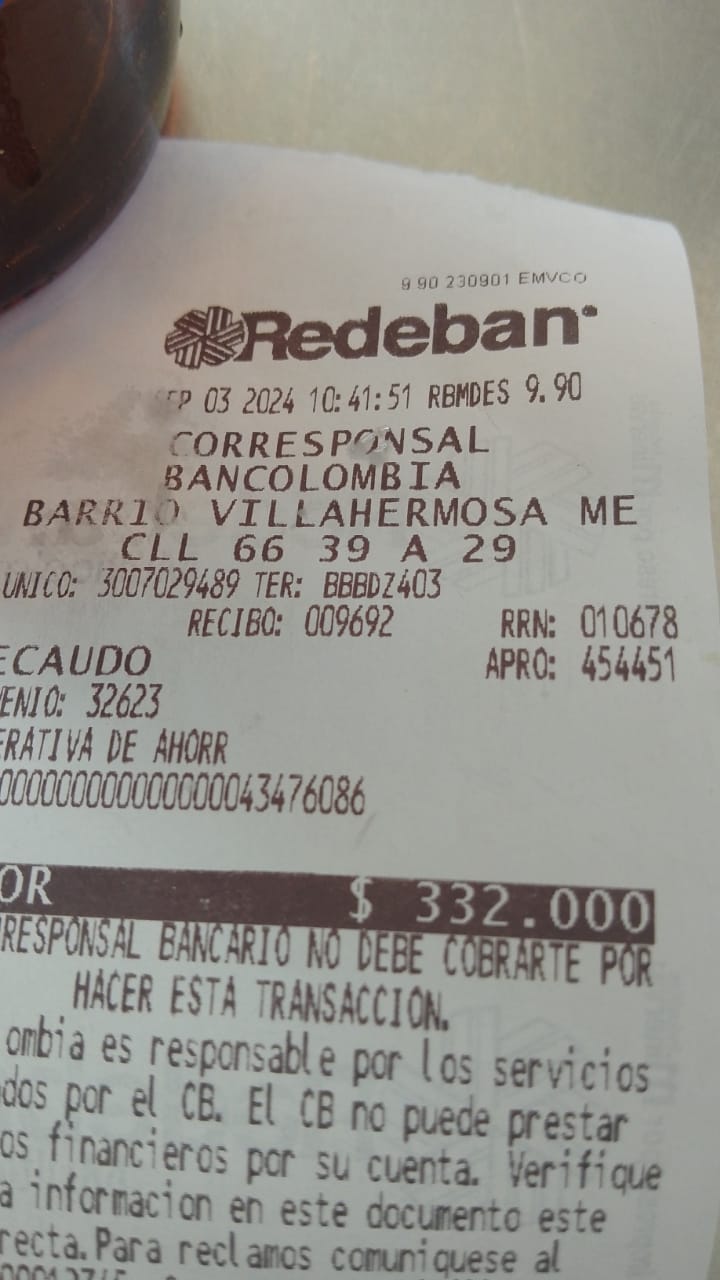 9 90 230901 EMVCO
Redeban
SEP 03 2024 10:41:51 RBMDES 9.90
CORRESPONSAL
BANCOLOMBIA
BARRIO VILLAHERMOSA ME
CLL 66 39 A 29
UNICO: 3007029489 TER: BBBDZ403
RECIBO: 009692 RRN: 010678
ECAUDO APRO: 454451
ENIO: 32623
ERATIVA DE AHORR
43476086
OR $ 332.000
RESPONSAL BANCARIO NO DEBE COBRARTE POR
HACER ESTA TRANSACCION.
ombia es responsable por los servicios
dos por el CB. El CB no puede prestar
os financieros por su cuenta. Verifique
a informacion en este documento este
recta. Para reclamos comuniquese al